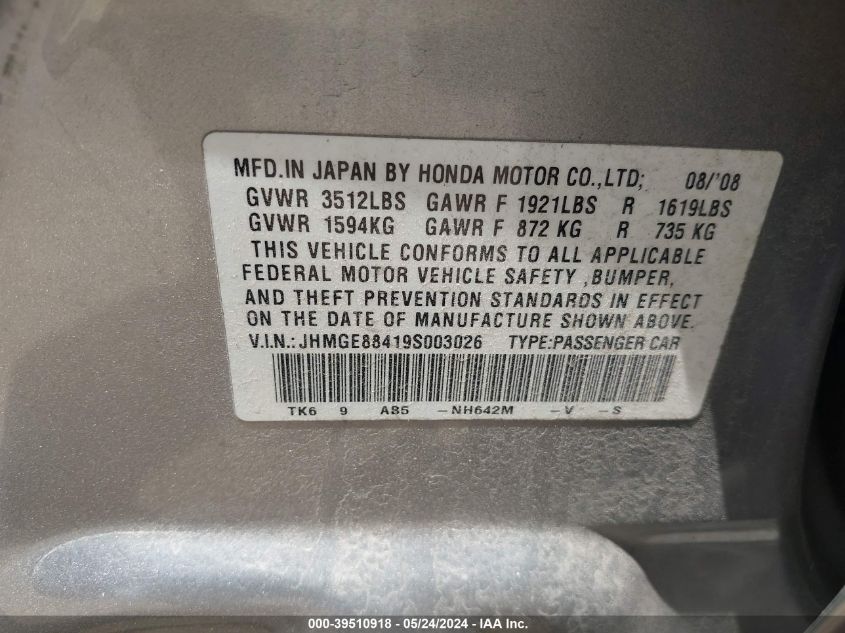 MFD.IN JAPAN BY HONDA MOTOR CO.,LTD; 08/'08
GVWR 3512LBS GAWR F 1921LBS R 1619LBS
GVWR 1594KG GAWR F 872 KG R 735 KG
THIS VEHICLE CONFORMS TO ALL APPLICABLE
FEDERAL MOTOR VEHICLE SAFETY ,BUMPER,
AND THEFT PREVENTION STANDARDS IN EFFECT
ON THE DATE OF MANUFACTURE SHOWN ABOVE.
V.I.N.:JHMGE88419S003026 TYPE:PASSENGER CAR
TK6 9 AB5 -NH642M -V -S
000-39510918 - 05/24/2024 - IAA Inc.